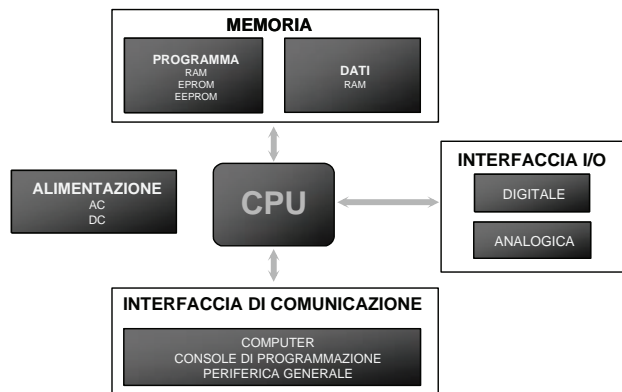 MEMORIA
PROGRAMMA
RAM
EPROM
EEPROM
DATI
RAM
ALIMENTAZIONE
AC
DC
CPU
INTERFACCIA I/O
DIGITALE
ANALOGICA
INTERFACCIA DI COMUNICAZIONE
COMPUTER
CONSOLE DI PROGRAMMAZIONE
PERIFERICA GENERALE